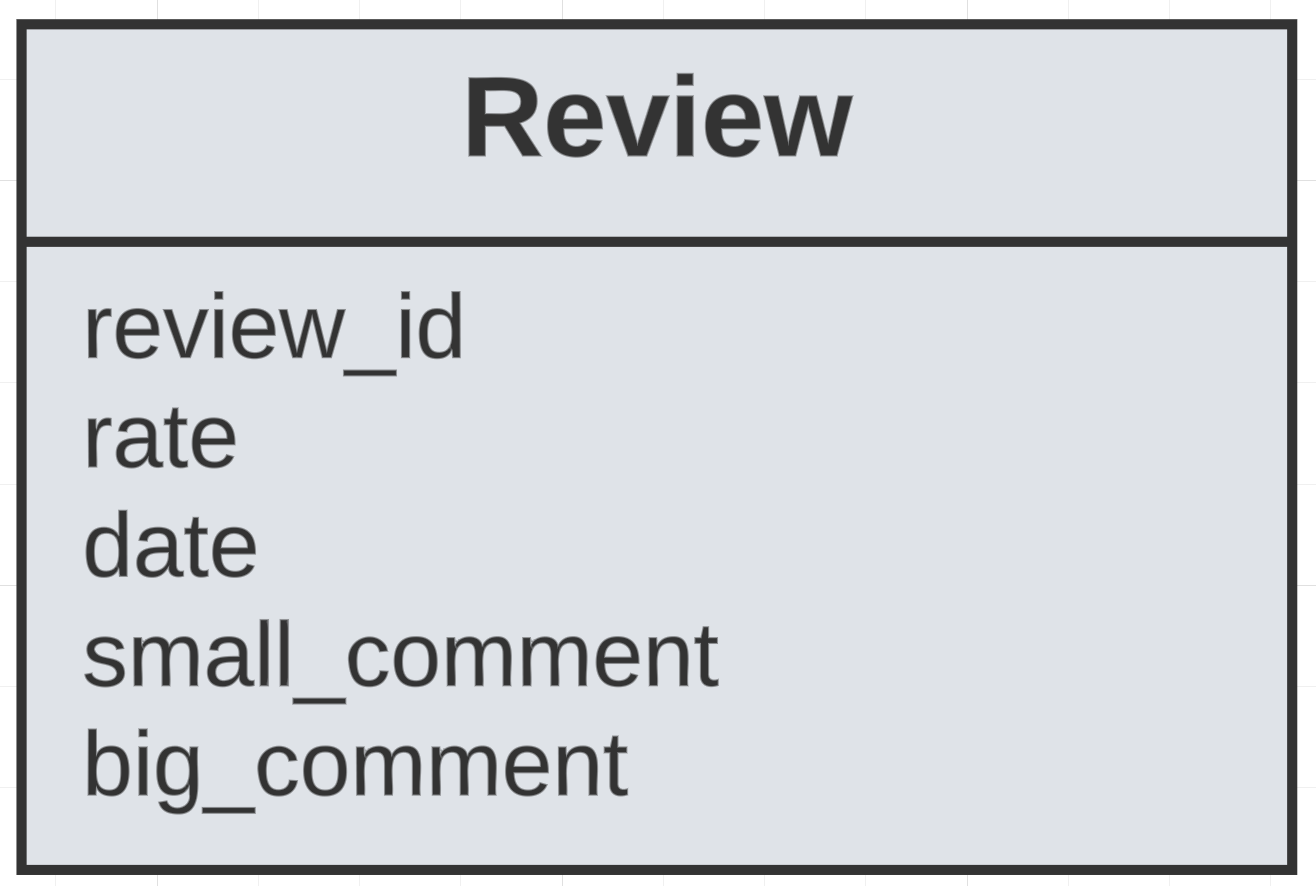 Review
review_id
rate
date
small_comment
big_comment